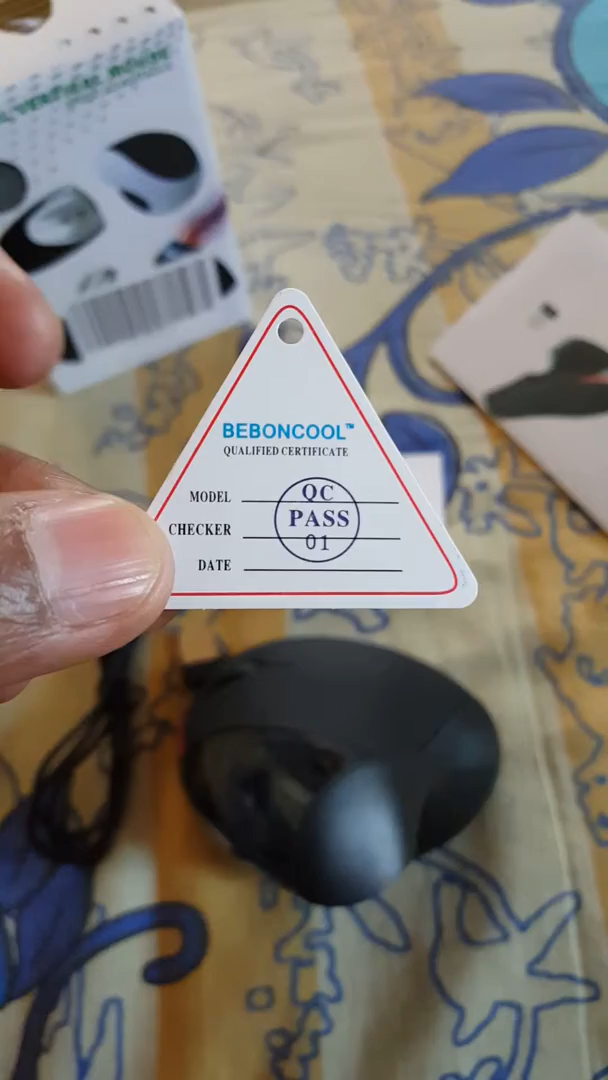 BEBONCOOL™
QUALIFIED CERTIFICATE
MODEL
QC
CHECKER
PASS
01
DATE